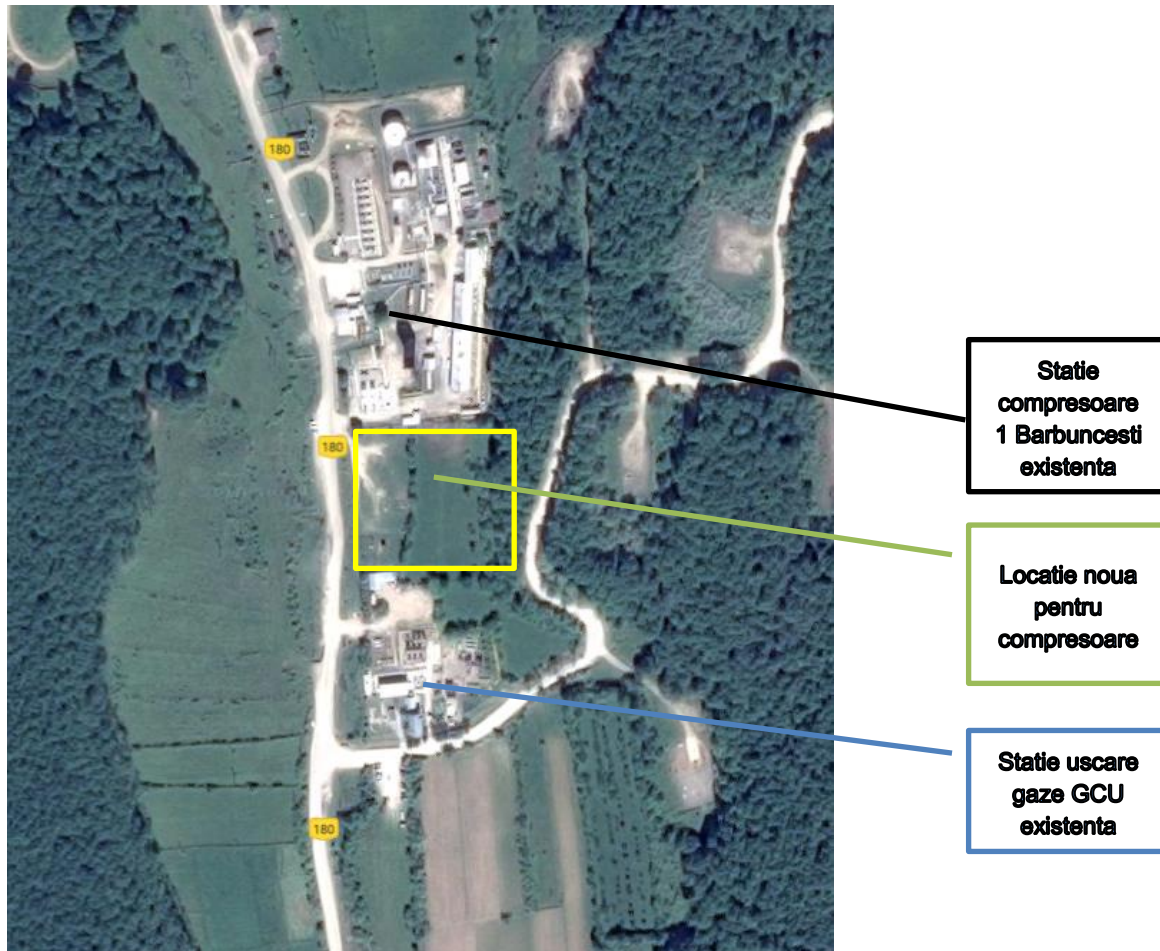 180
180
180
Statie
compresoare
1 Barbuncesti
existenta
Locatie noua
pentru
compresoare
Statie uscare
gaze GCU
existenta